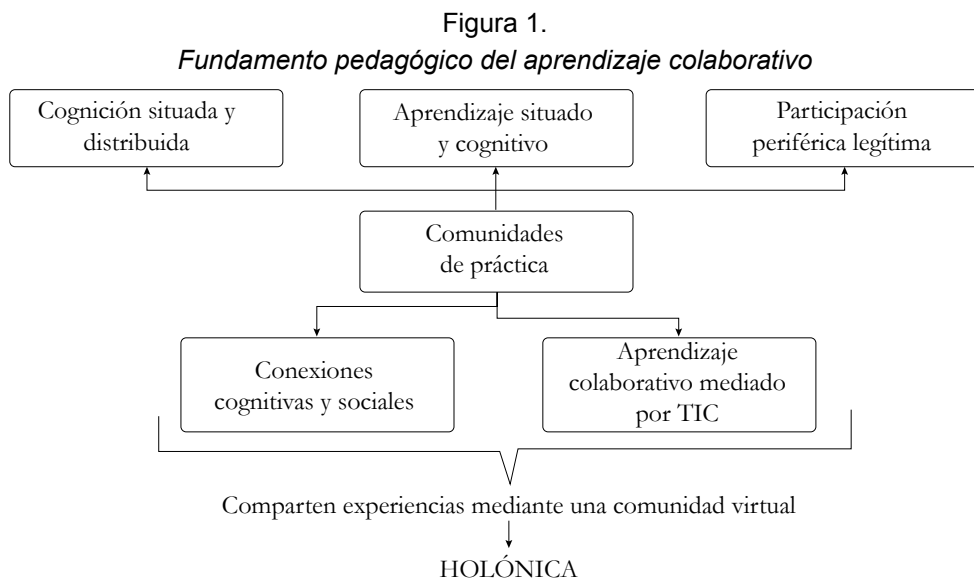 Figura 1.
Fundamento pedagógico del aprendizaje colaborativo
Cognición situada y
distribuida
Aprendizaje situado
y cognitivo
Participación
periférica legítima
Comunidades
de práctica
Conexiones
cognitivas y sociales
Aprendizaje
colaborativo mediado
por TIC
Comparten experiencias mediante una comunidad virtual
HOLÓNICA